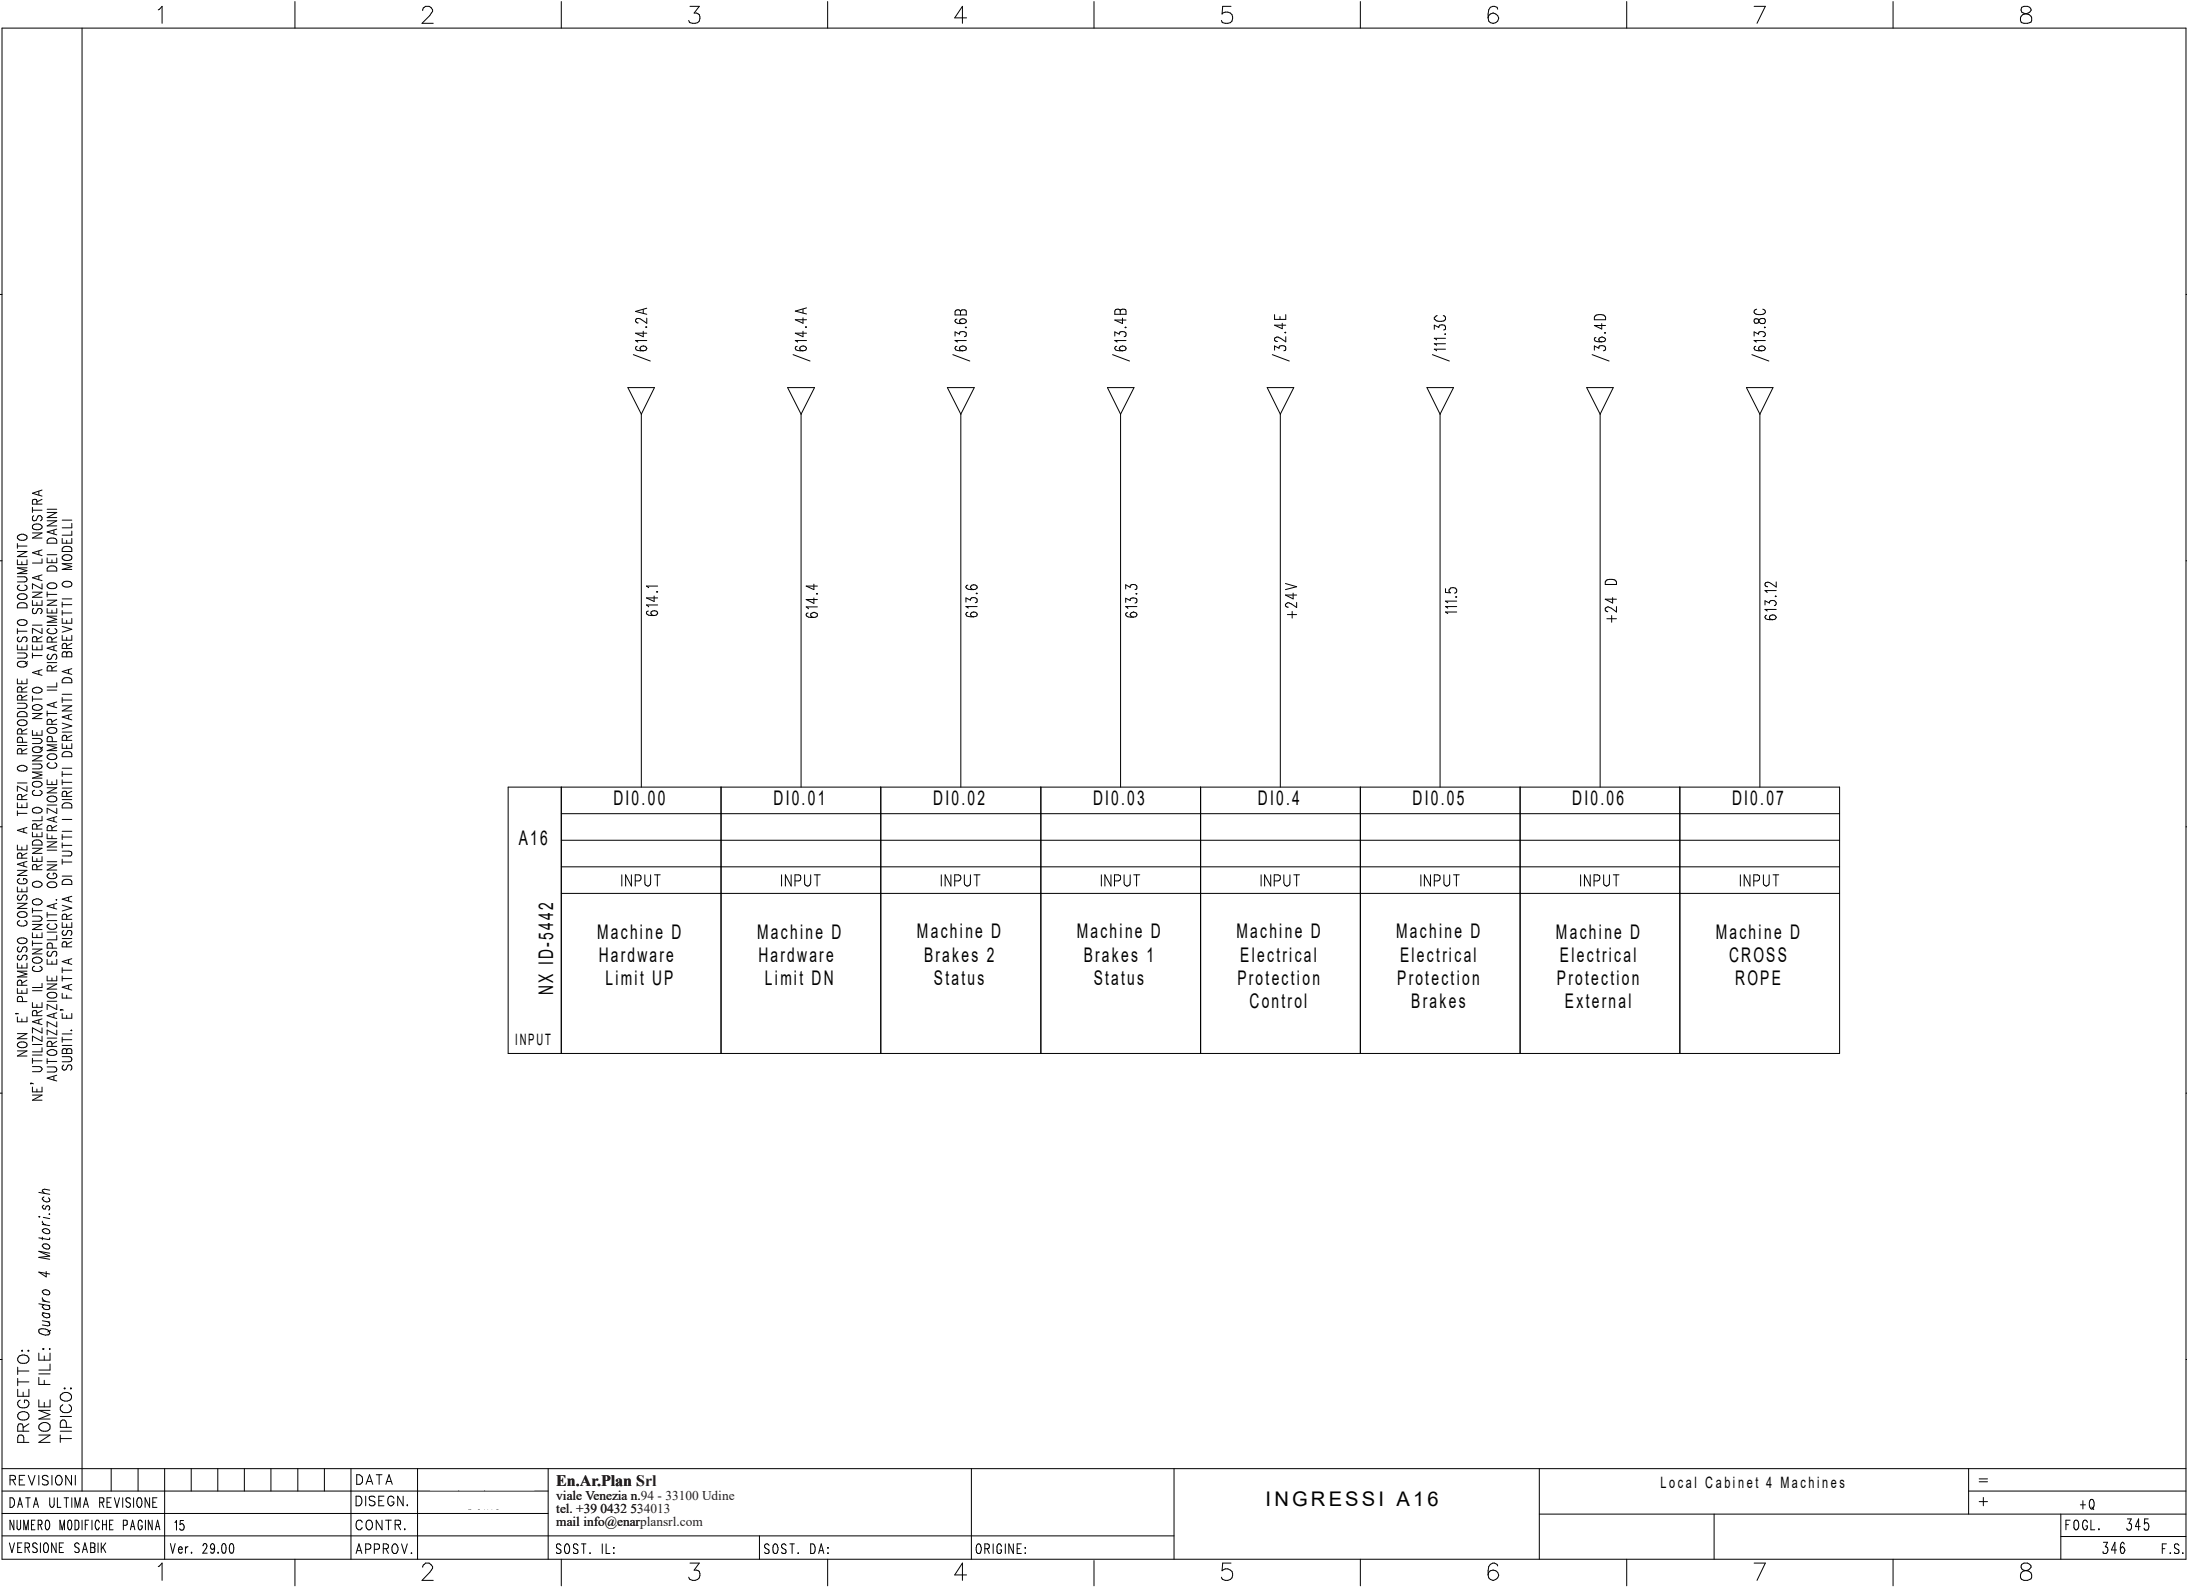 1 2 3 4 5 6 7 8
/614.2A /614.4A /613.6B /613.4B /32.4E /111.3C /36.4D /613.8C
614.1 614.4 613.6 613.3 +24V 111.5 +24 D 613.12
A16
NX ID-5442
INPUT
DI0.00 DI0.01 DI0.02 DI0.03 DI0.4 DI0.05 DI0.06 DI0.07
INPUT INPUT INPUT INPUT INPUT INPUT INPUT INPUT
Machine D
Hardware
Limit UP
Machine D
Hardware
Limit DN
Machine D
Brakes 2
Status
Machine D
Brakes 1
Status
Machine D
Electrical
Protection
Control
Machine D
Electrical
Protection
Brakes
Machine D
Electrical
Protection
External
Machine D
CROSS
ROPE
NON E' PERMESSO CONSEGNARE A TERZI O RIPRODURRE QUESTO DOCUMENTO
NE' UTILIZZARE IL CONTENUTO O RENDERLO COMUNQUE NOTO A TERZI SENZA LA NOSTRA
AUTORIZZAZIONE ESPLICITA. OGNI INFRAZIONE COMPORTA IL RISARCIMENTO DEI DANNI
SUBITI. E' FATTA RISERVA DI TUTTI I DIRITTI DERIVANTI DA BREVETTI O MODELLI
PROGETTO:
NOME FILE: Quadro 4 Motori.sch
TIPICO:
REVISIONI
DATA ULTIMA REVISIONE
NUMERO MODIFICHE PAGINA 15
VERSIONE SABIK Ver. 29.00
DATA
DISEGN.
CONTR.
APPROV.
En.Ar.Plan Srl
viale Venezia n.94 - 33100 Udine
tel. +39 0432 534013
mail info@enarplansrl.com
SOST. IL: SOST. DA: ORIGINE:
INGRESSI A16
Local Cabinet 4 Machines
=
+ +Q
FOGL. 345
346 F.S.
1 2 3 4 5 6 7 8